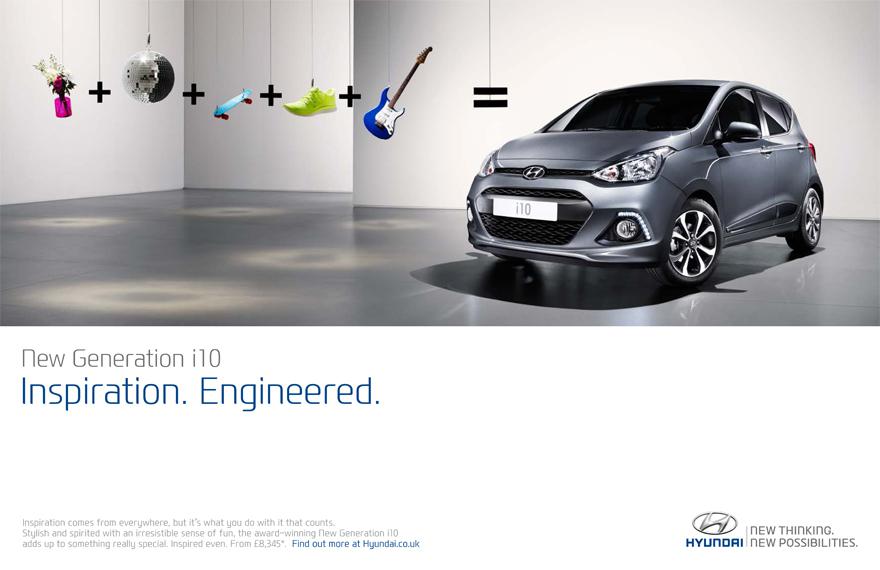 + + + + =
i10
New Generation i10
Inspiration. Engineered.
Inspiration comes from everywhere, but it's what you do with it that counts.
Stylish and spirited with an irresistible sense of fun, the award-winning New Generation i10
adds up to something really special. Inspired even. From £8,345*. Find out more at Hyundai.co.uk
HYUNDAI
NEW THINKING.
NEW POSSIBILITIES.